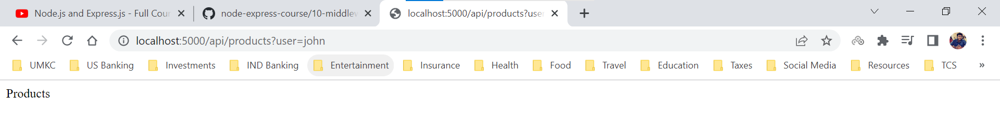 Node.js and Express.js - Full Cour
node-express-course/10-middlew
localhost:5000/api/products?user
localhost:5000/api/products?user=john
UMKC US Banking Investments IND Banking Entertainment Insurance Health Food Travel Education Taxes Social Media Resources TCS »
Products